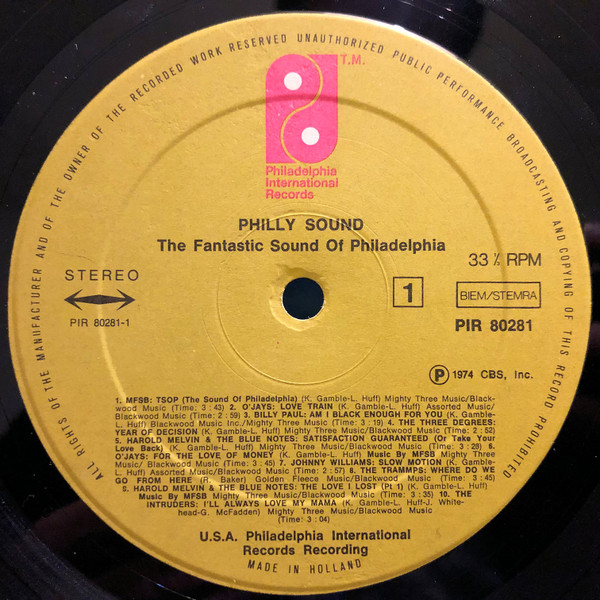 ALL RIGHTS OF THE MANUFACTURER AND OF THE OWNER OF THE RECORDED WORK RESERVED UNAUTHORIZED PUBLIC PERFORMANCE BROADCASTING AND COPYING OF THIS RECORD PROHIBITED
T.M.
Philadelphia
International
Records
PHILLY SOUND
The Fantastic Sound Of Philadelphia
STEREO
PIR 80281-1
33 ⅓ RPM
1
BIEM/STEMRA
PIR 80281
Ⓟ 1974 CBS, Inc.
1. MFSB: TSOP (The Sound Of Philadelphia) (K. Gamble-L. Huff) Mighty Three Music/Black-
wood Music (Time: 3:43) 2. O'JAYS: LOVE TRAIN (K. Gamble-L. Huff) Assorted Music/
Blackwood Music (Time: 2:59) 3. BILLY PAUL: AM I BLACK ENOUGH FOR YOU (K. Gamble-
L. Huff) Blackwood Music Inc./Mighty Three Music (Time: 3:19) 4. THE THREE DEGREES:
YEAR OF DECISION (K. Gamble-L. Huff) Mighty Three Music/Blackwood Music (Time: 2:52)
5. HAROLD MELVIN & THE BLUE NOTES: SATISFACTION GUARANTEED (Or Take Your
Love Back) (K. Gamble-L. Huff) Mighty Three Music/Blackwood Music (Time: 3:28) 6.
O'JAYS: FOR THE LOVE OF MONEY (K. Gamble-L. Huff) Music By MFSB Mighty Three
Music/Blackwood Music (Time: 3:45) 7. JOHNNY WILLIAMS: SLOW MOTION (K. Gamble-
L. Huff) Assorted Music/Blackwood Music (Time: 2:57) 8. THE TRAMMPS: WHERE DO WE
GO FROM HERE (R. Baker) Golden Fleece Music/Blackwood Music (Time: 3:45)
9. HAROLD MELVIN & THE BLUE NOTES: THE LOVE I LOST (Pt 1) (K. Gamble-L. Huff)
Music By MFSB Mighty Three Music/Blackwood Music (Time: 3:35) 10. THE
INTRUDERS: I'LL ALWAYS LOVE MY MAMA (K. Gamble-L. Huff-J. White-
head-G. McFadden) Mighty Three Music/Blackwood Music
(Time: 3:04)
U.S.A. Philadelphia International
Records Recording
MADE IN HOLLAND